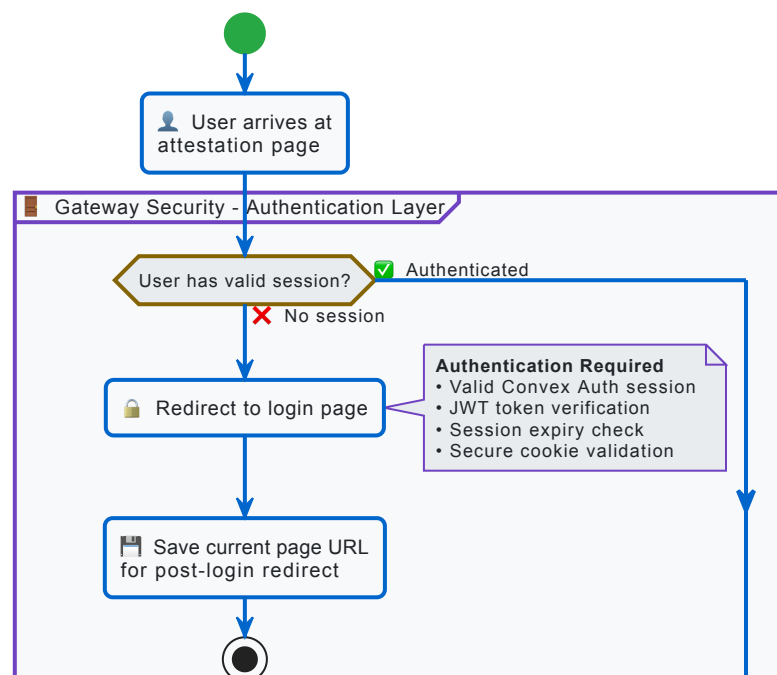 User arrives at
attestation page
Gateway Security - Authentication Layer
User has valid session?
Authenticated
No session
Redirect to login page
Authentication Required
• Valid Convex Auth session
• JWT token verification
• Session expiry check
• Secure cookie validation
Save current page URL
for post-login redirect